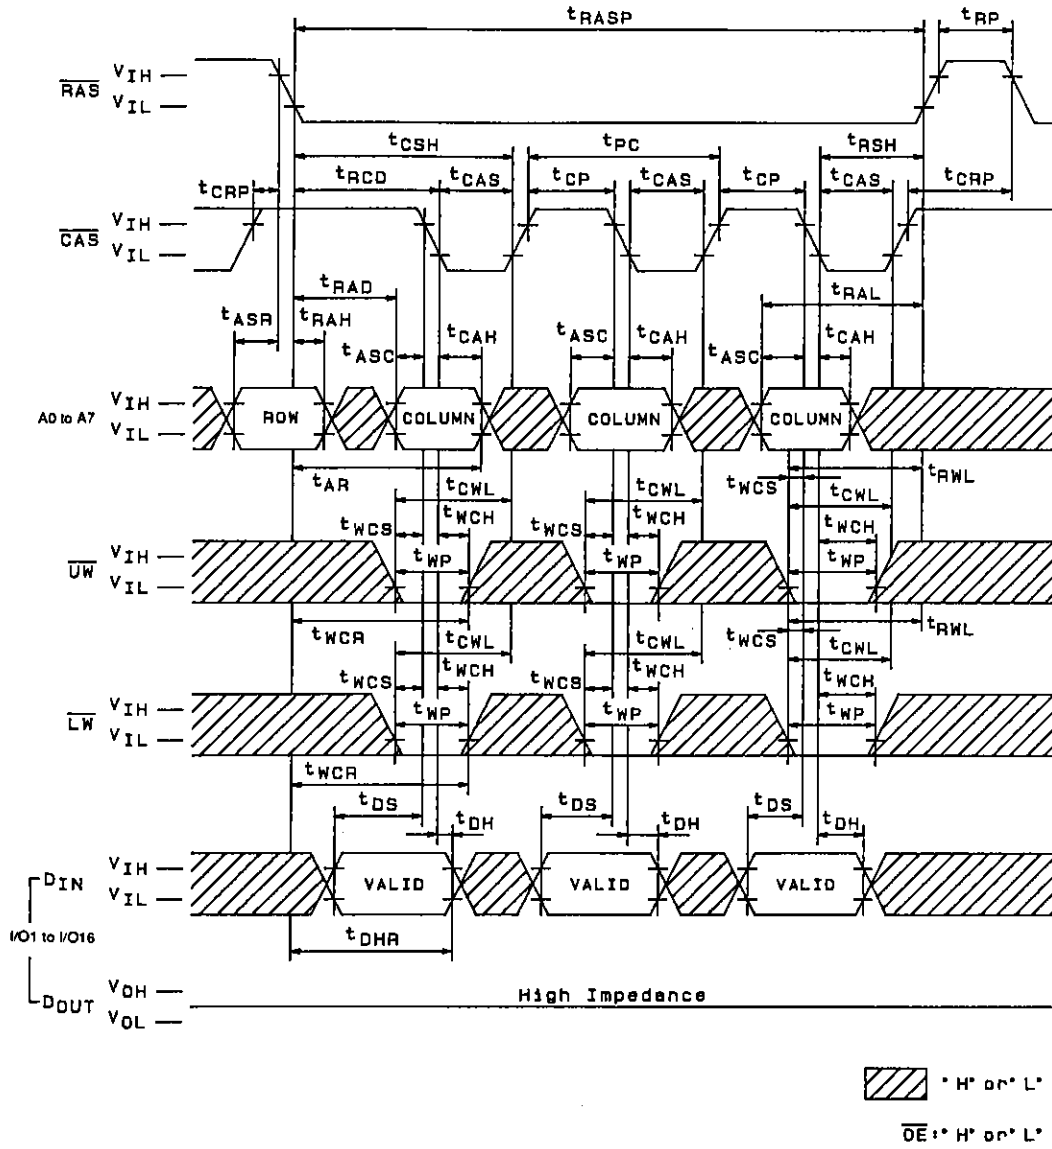 tRASP tRP
RAS VIH
VIL
tCSH tPC tRSH
tCRP tRCD tCAS tCP tCAS tCP tCAS tCRP
CAS VIH
VIL
tRAD tRAL
tASR tRAH tASC tCAH tASC tCAH tASC tCAH
A0 to A7 VIH
VIL
ROW COLUMN COLUMN COLUMN
tAR tCWL tCWL tWCS tRWL
tCWL
tWCS tWCH tWCS tWCH tWCH
UW VIH
VIL
tWP tWP tWP
tWCR tCWL tCWL tWCS tRWL
tCWL
tWCS tWCH tWCS tWCH tWCH
LW VIH
VIL
tWP tWP tWP
tWCR
tDS tDH tDS tDH tDS tDH
DIN VIH
VIL
VALID VALID VALID
I/O1 to I/O16
tDHR
DOUT VOH
VOL
High Impedance
"H" or "L"
OE : "H" or "L"